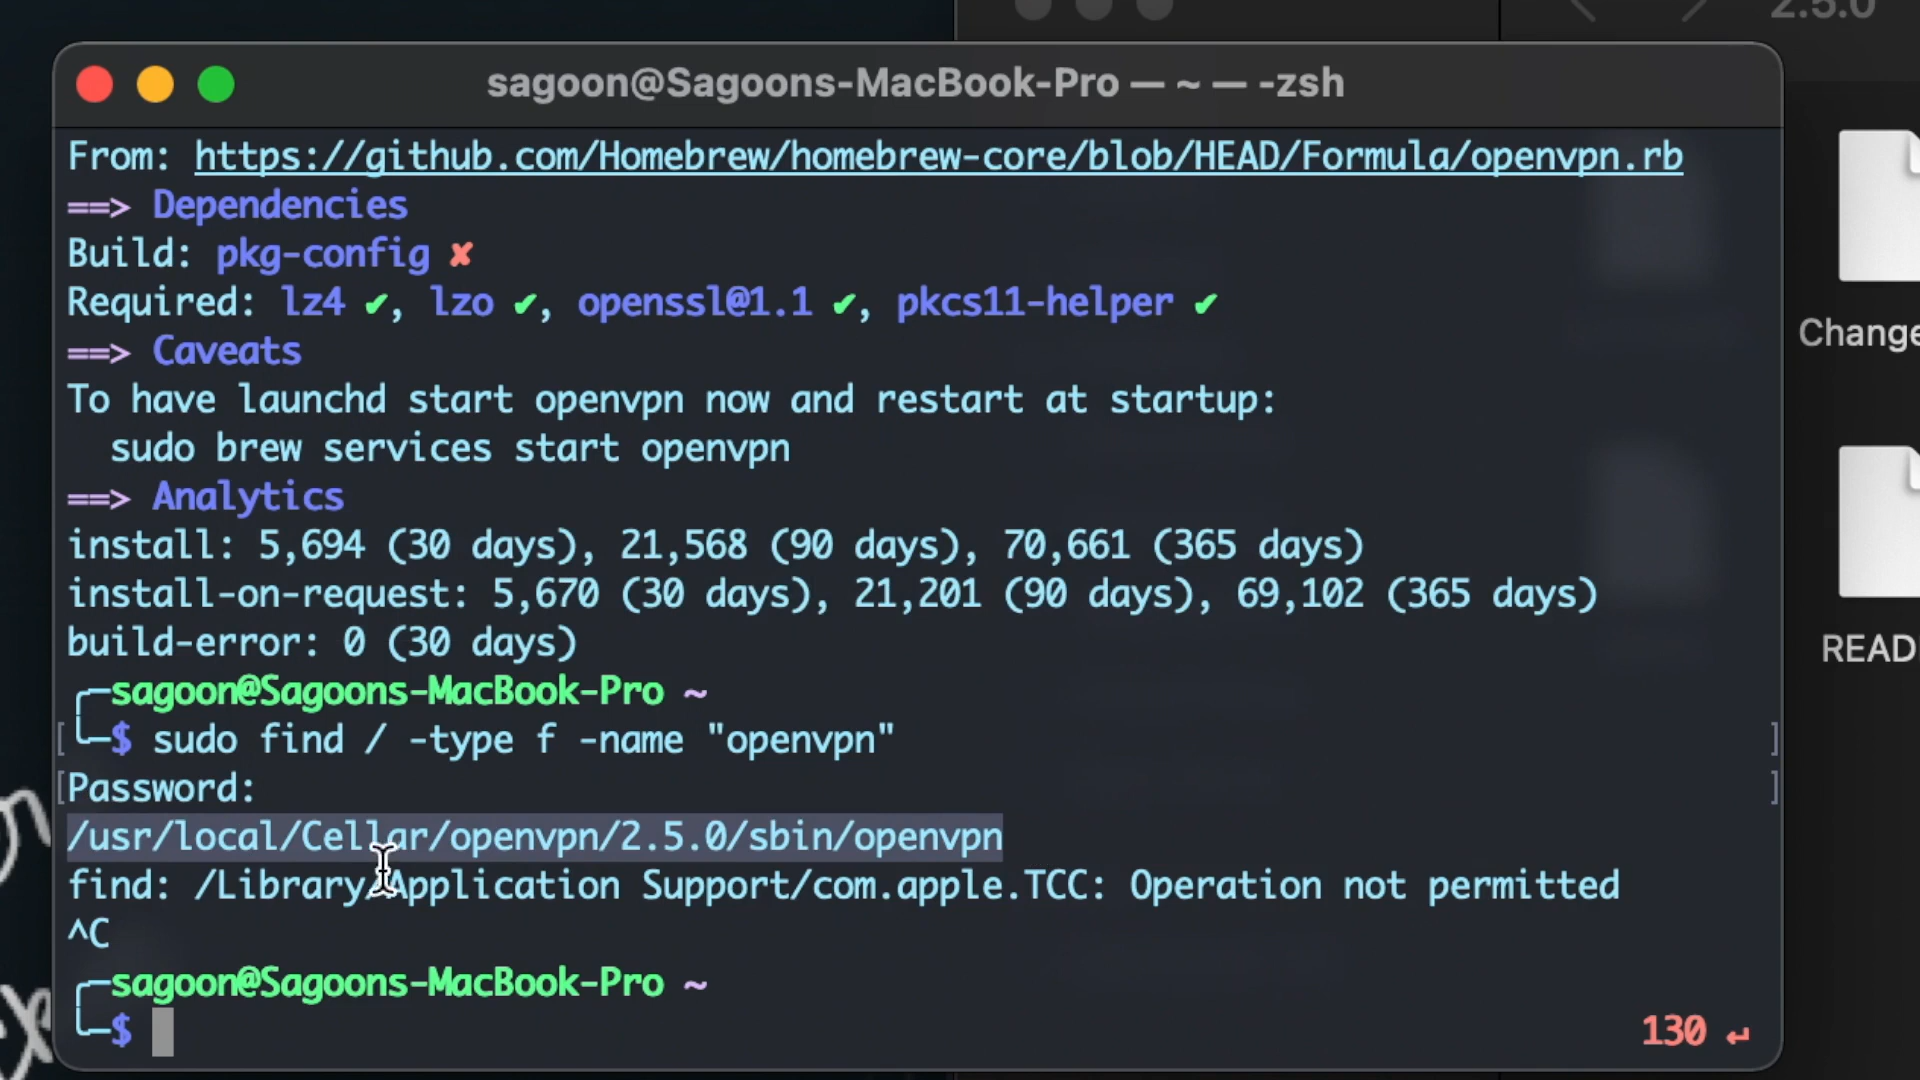 2.5.0
sagoon@Sagoons-MacBook-Pro — ~ — -zsh
From: https://github.com/Homebrew/homebrew-core/blob/HEAD/Formula/openvpn.rb
==> Dependencies
Build: pkg-config ✘
Required: lz4 ✔, lzo ✔, openssl@1.1 ✔, pkcs11-helper ✔
==> Caveats
To have launchd start openvpn now and restart at startup:
  sudo brew services start openvpn
==> Analytics
install: 5,694 (30 days), 21,568 (90 days), 70,661 (365 days)
install-on-request: 5,670 (30 days), 21,201 (90 days), 69,102 (365 days)
build-error: 0 (30 days)
╭─sagoon@Sagoons-MacBook-Pro ~
[╰─$ sudo find / -type f -name "openvpn" ]
[Password: ]
/usr/local/Cellar/openvpn/2.5.0/sbin/openvpn
find: /Library/Application Support/com.apple.TCC: Operation not permitted
^C
╭─sagoon@Sagoons-MacBook-Pro ~
╰─$ 130 ↵
Change
READ